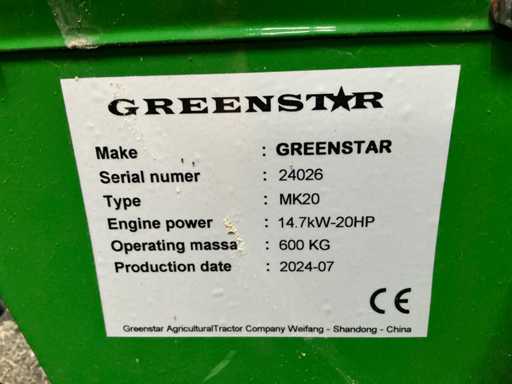 GREENSTAR
Make : GREENSTAR
Serial numer : 24026
Type : MK20
Engine power : 14.7kW-20HP
Operating massa : 600 KG
Production date : 2024-07
CE
Greenstar AgriculturalTractor Company Weifang - Shandong - China